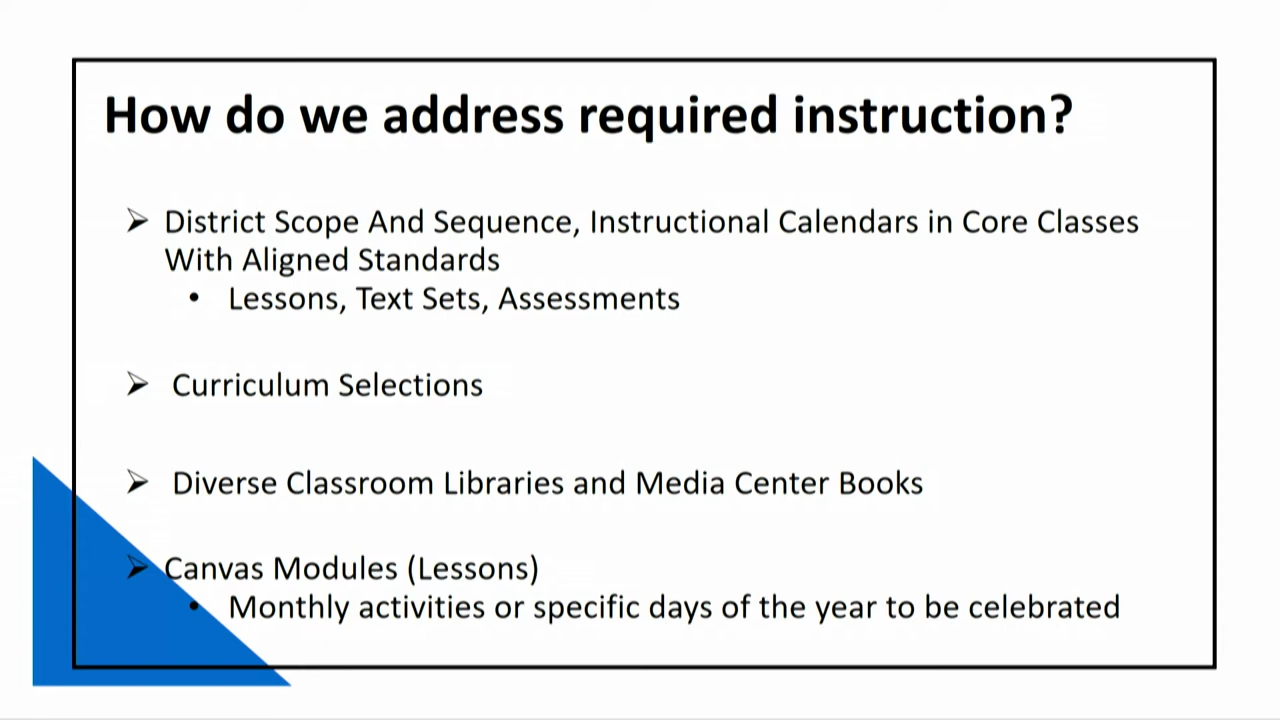 How do we address required instruction?
➢ District Scope And Sequence, Instructional Calendars in Core Classes
With Aligned Standards
• Lessons, Text Sets, Assessments
➢ Curriculum Selections
➢ Diverse Classroom Libraries and Media Center Books
➢ Canvas Modules (Lessons)
• Monthly activities or specific days of the year to be celebrated